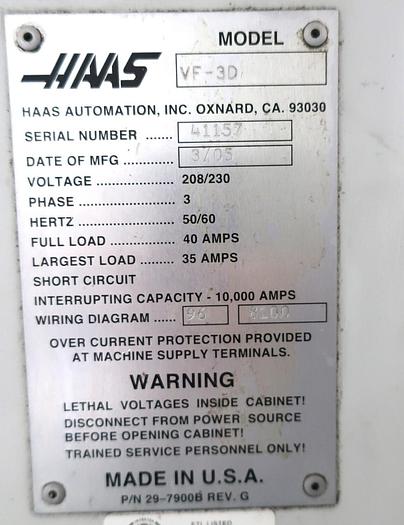 MODEL
HAAS VF-3D
HAAS AUTOMATION, INC. OXNARD, CA. 93030
SERIAL NUMBER ...... 41157
DATE OF MFG ............ 3/05
VOLTAGE ................... 208/230
PHASE ........................ 3
HERTZ ........................ 50/60
FULL LOAD ................ 40 AMPS
LARGEST LOAD ......... 35 AMPS
SHORT CIRCUIT
INTERRUPTING CAPACITY - 10,000 AMPS
WIRING DIAGRAM ...... 96
OVER CURRENT PROTECTION PROVIDED
AT MACHINE SUPPLY TERMINALS.
WARNING
LETHAL VOLTAGES INSIDE CABINET!
DISCONNECT FROM POWER SOURCE
BEFORE OPENING CABINET!
TRAINED SERVICE PERSONNEL ONLY!
MADE IN U.S.A.
P/N 29-7900B REV. G
ETL LISTED